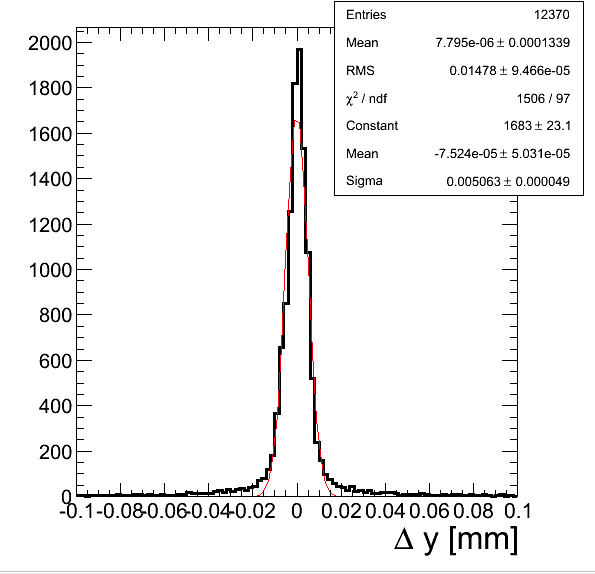 Entries 12370
Mean 7.795e-06 ± 0.0001339
RMS 0.01478 ± 9.466e-05
χ² / ndf 1506 / 97
Constant 1683 ± 23.1
Mean -7.524e-05 ± 5.031e-05
Sigma 0.005063 ± 0.000049
2000
1800
1600
1400
1200
1000
800
600
400
200
0
-0.1 -0.08 -0.06 -0.04 -0.02 0 0.02 0.04 0.06 0.08 0.1
Δ y [mm]